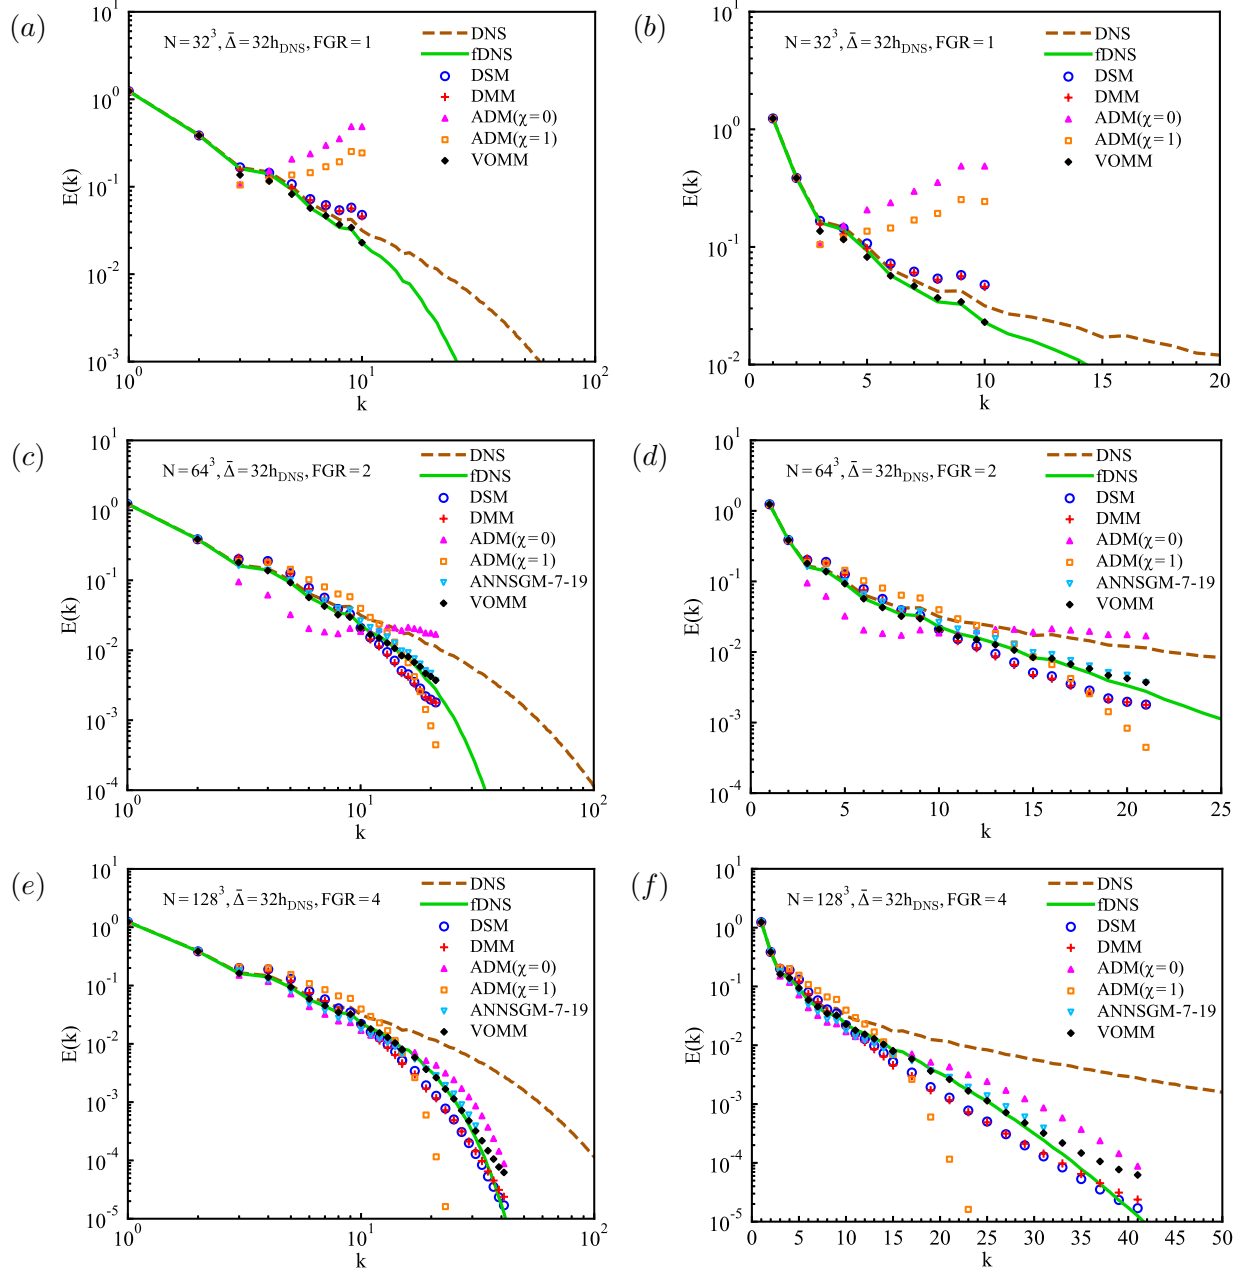 (a)
N=32³, Δ̄=32h_DNS, FGR=1
DNS
fDNS
DSM
DMM
ADM(χ=0)
ADM(χ=1)
VOMM
E(k)
10¹
10⁰
10⁻¹
10⁻²
10⁻³
10⁰ 10¹ 10²
k
(b)
N=32³, Δ̄=32h_DNS, FGR=1
DNS
fDNS
DSM
DMM
ADM(χ=0)
ADM(χ=1)
VOMM
E(k)
10¹
10⁰
10⁻¹
10⁻²
0 5 10 15 20
k
(c)
N=64³, Δ̄=32h_DNS, FGR=2
DNS
fDNS
DSM
DMM
ADM(χ=0)
ADM(χ=1)
ANNSGM-7-19
VOMM
E(k)
10¹
10⁰
10⁻¹
10⁻²
10⁻³
10⁻⁴
10⁰ 10¹ 10²
k
(d)
N=64³, Δ̄=32h_DNS, FGR=2
DNS
fDNS
DSM
DMM
ADM(χ=0)
ADM(χ=1)
ANNSGM-7-19
VOMM
E(k)
10¹
10⁰
10⁻¹
10⁻²
10⁻³
10⁻⁴
0 5 10 15 20 25
k
(e)
N=128³, Δ̄=32h_DNS, FGR=4
DNS
fDNS
DSM
DMM
ADM(χ=0)
ADM(χ=1)
ANNSGM-7-19
VOMM
E(k)
10¹
10⁰
10⁻¹
10⁻²
10⁻³
10⁻⁴
10⁻⁵
10⁰ 10¹ 10²
k
(f)
N=128³, Δ̄=32h_DNS, FGR=4
DNS
fDNS
DSM
DMM
ADM(χ=0)
ADM(χ=1)
ANNSGM-7-19
VOMM
E(k)
10¹
10⁰
10⁻¹
10⁻²
10⁻³
10⁻⁴
10⁻⁵
0 5 10 15 20 25 30 35 40 45 50
k